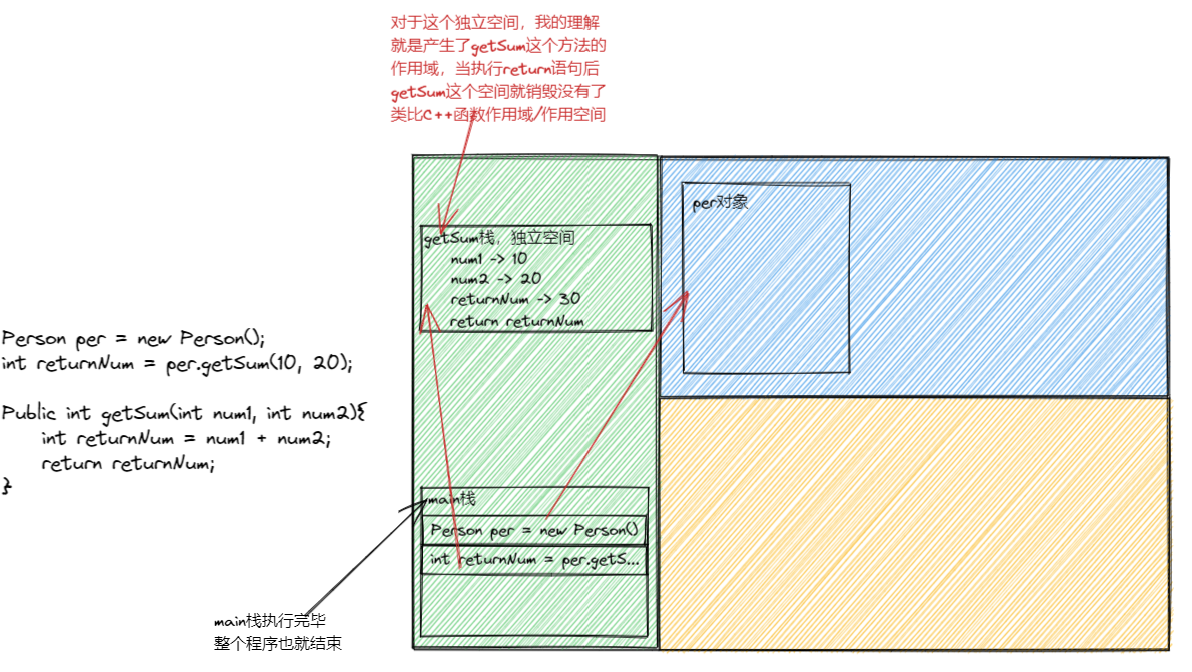 对于这个独立空间，我的理解
就是产生了getSum这个方法的
作用域，当执行return语句后
getSum这个空间就销毁没有了
类比C++函数作用域/作用空间
per对象
getSum栈，独立空间
num1 -> 10
num2 -> 20
returnNum -> 30
return returnNum
Person per = new Person();
int returnNum = per.getSum(10, 20);
Public int getSum(int num1, int num2){
int returnNum = num1 + num2;
return returnNum;
}
main栈
Person per = new Person()
int returnNum = per.getS...
main栈执行完毕
整个程序也就结束